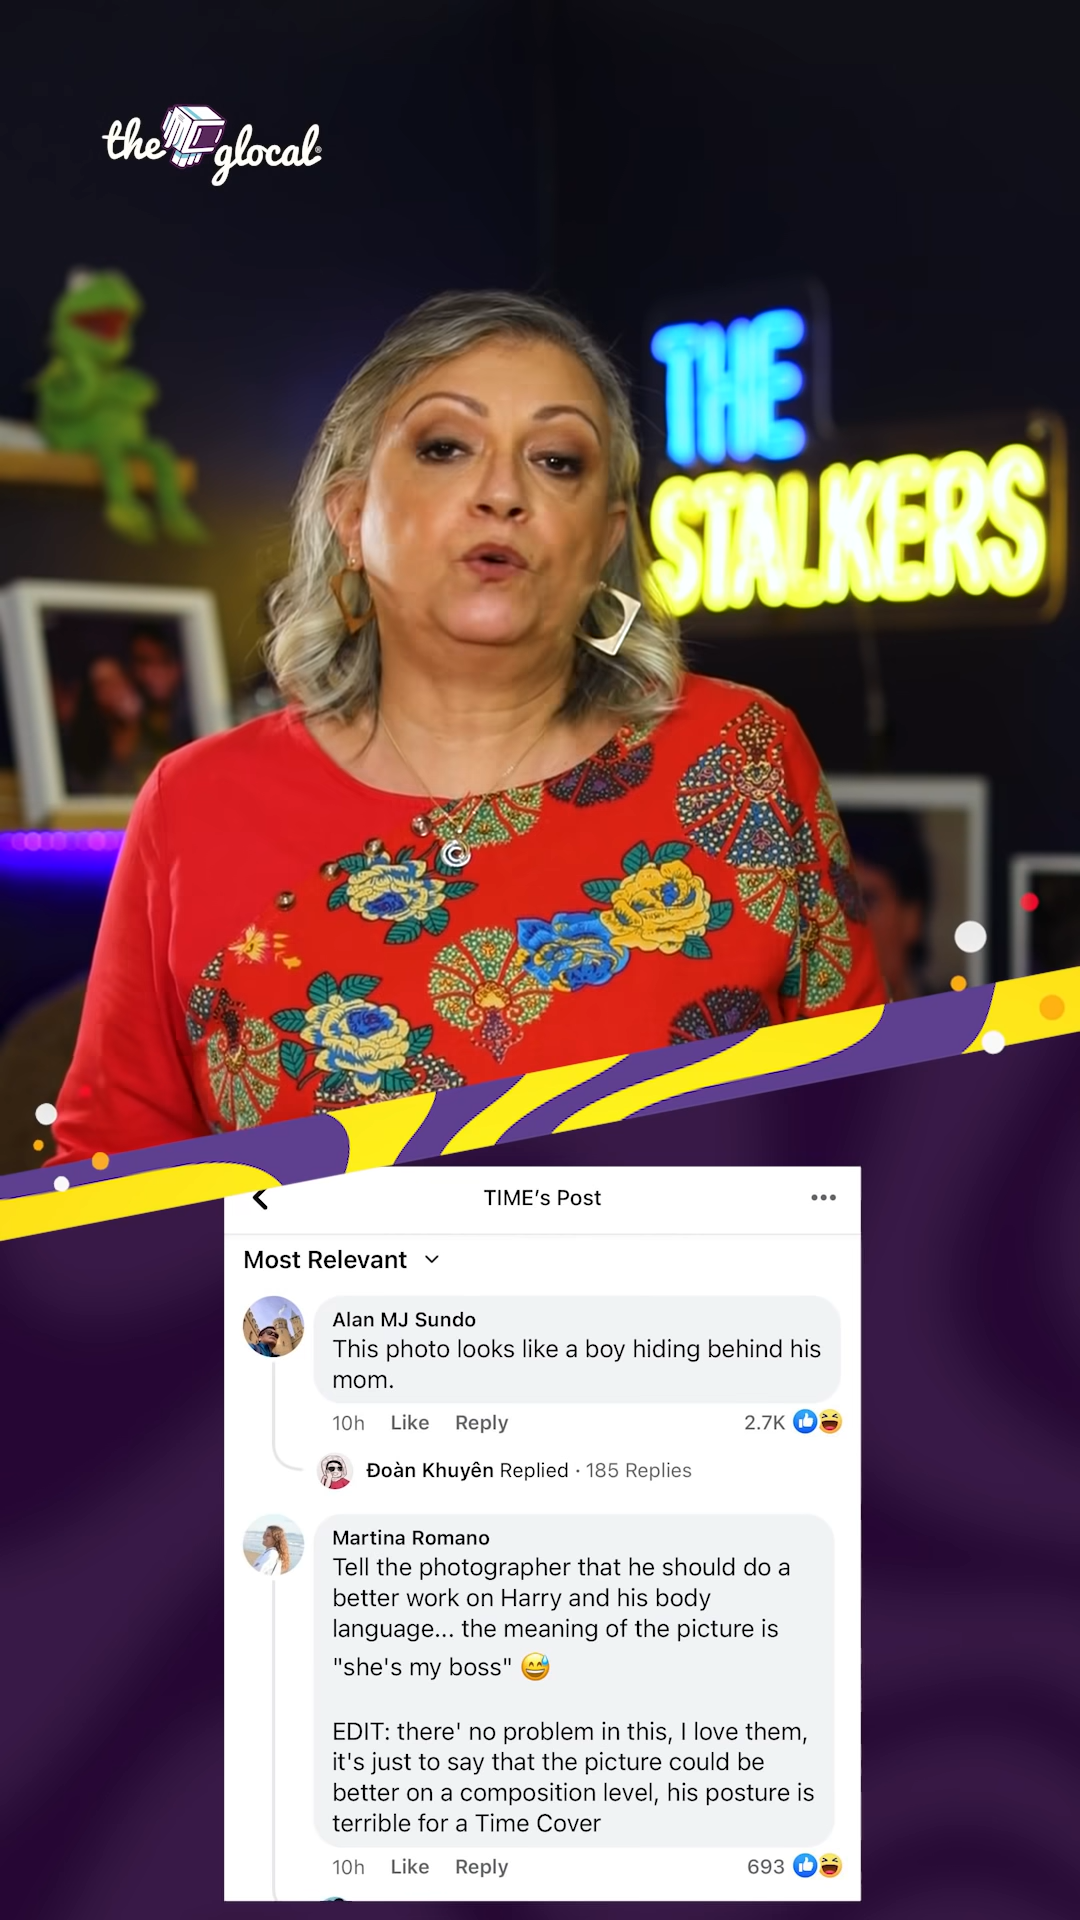 the glocal
THE
STALKERS
TIME's Post
Most Relevant
Alan MJ Sundo
This photo looks like a boy hiding behind his
mom.
10h Like Reply 2.7K
Đoàn Khuyên Replied · 185 Replies
Martina Romano
Tell the photographer that he should do a
better work on Harry and his body
language... the meaning of the picture is
"she's my boss" 😅
EDIT: there' no problem in this, I love them,
it's just to say that the picture could be
better on a composition level, his posture is
terrible for a Time Cover
10h Like Reply 693